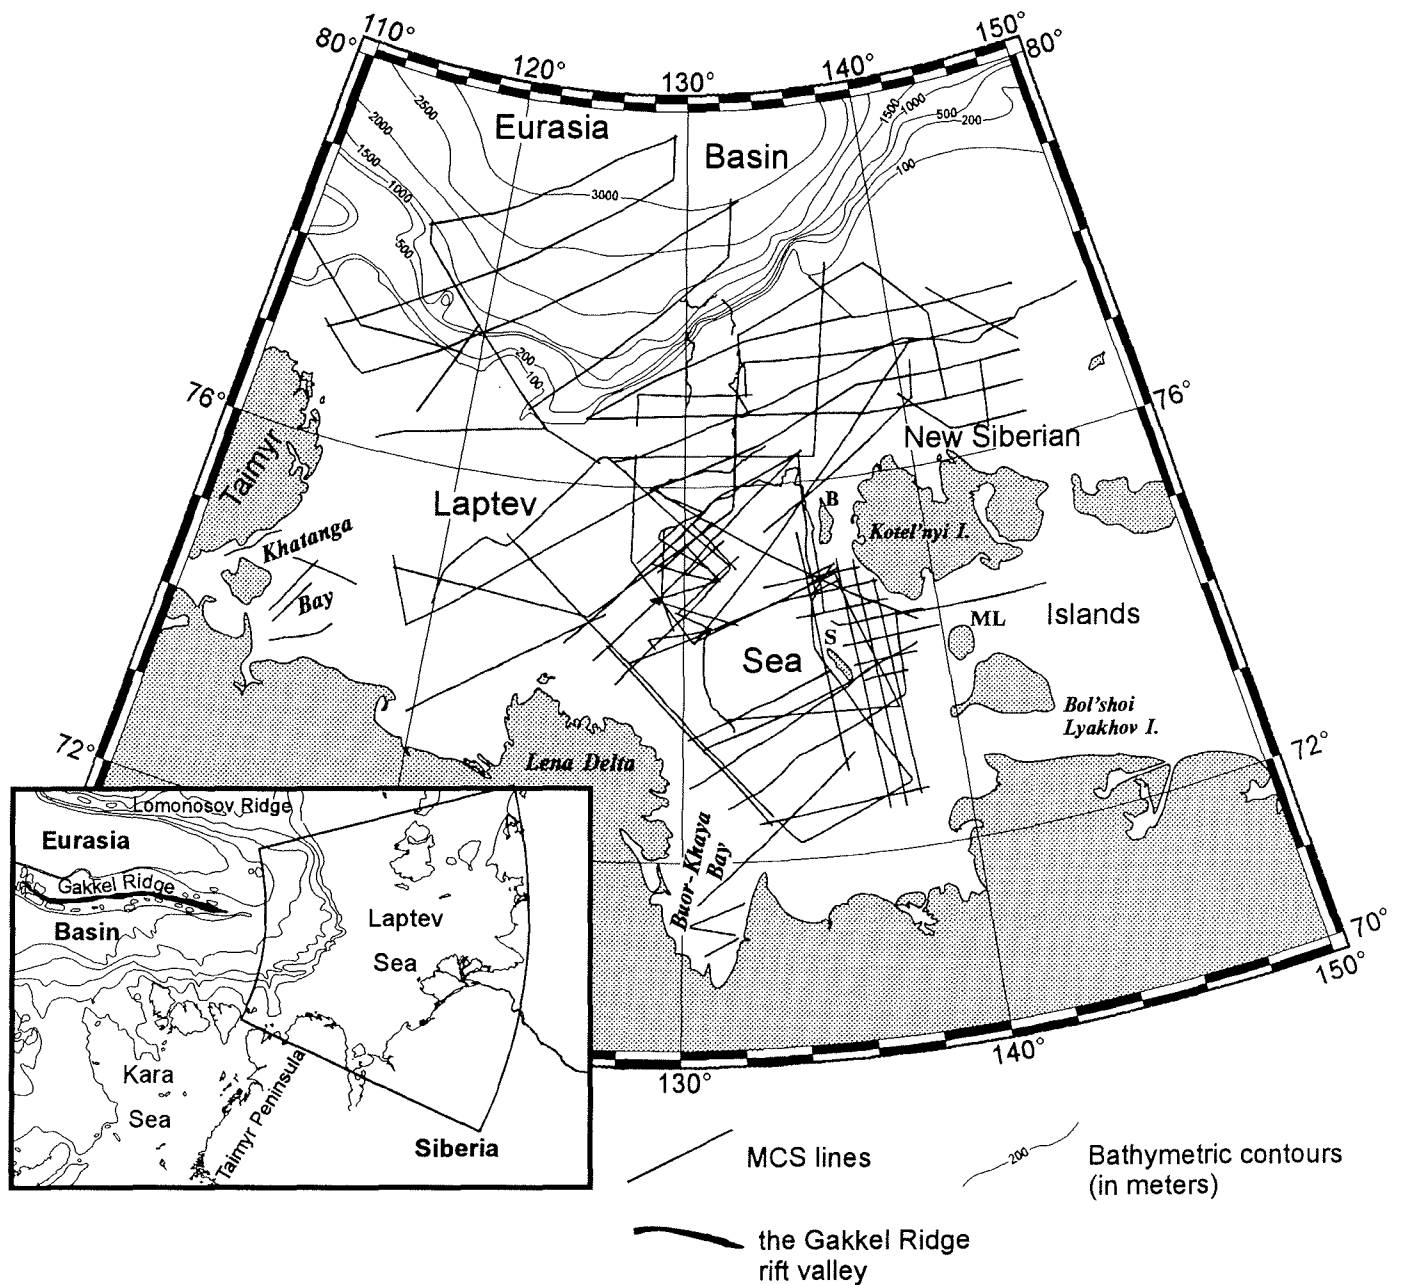 110°
150°
80°
80°
120°
130°
140°
2500
2000
1500
1000
500
1500
1000
500
200
100
3000
Eurasia
Basin
200
100
76°
76°
Taimyr
New Siberian
Laptev
B
Kotel'nyi I.
Khatanga
Bay
ML
Islands
S
Sea
Bol'shoi
Lyakhov I.
72°
72°
Lena Delta
Buor-Khaya
Bay
70°
150°
140°
130°
Lomonosov Ridge
Eurasia
Gakkel Ridge
Basin
Laptev
Sea
Kara
Sea
Taimyr Peninsula
Siberia
MCS lines
200
Bathymetric contours
(in meters)
the Gakkel Ridge
rift valley